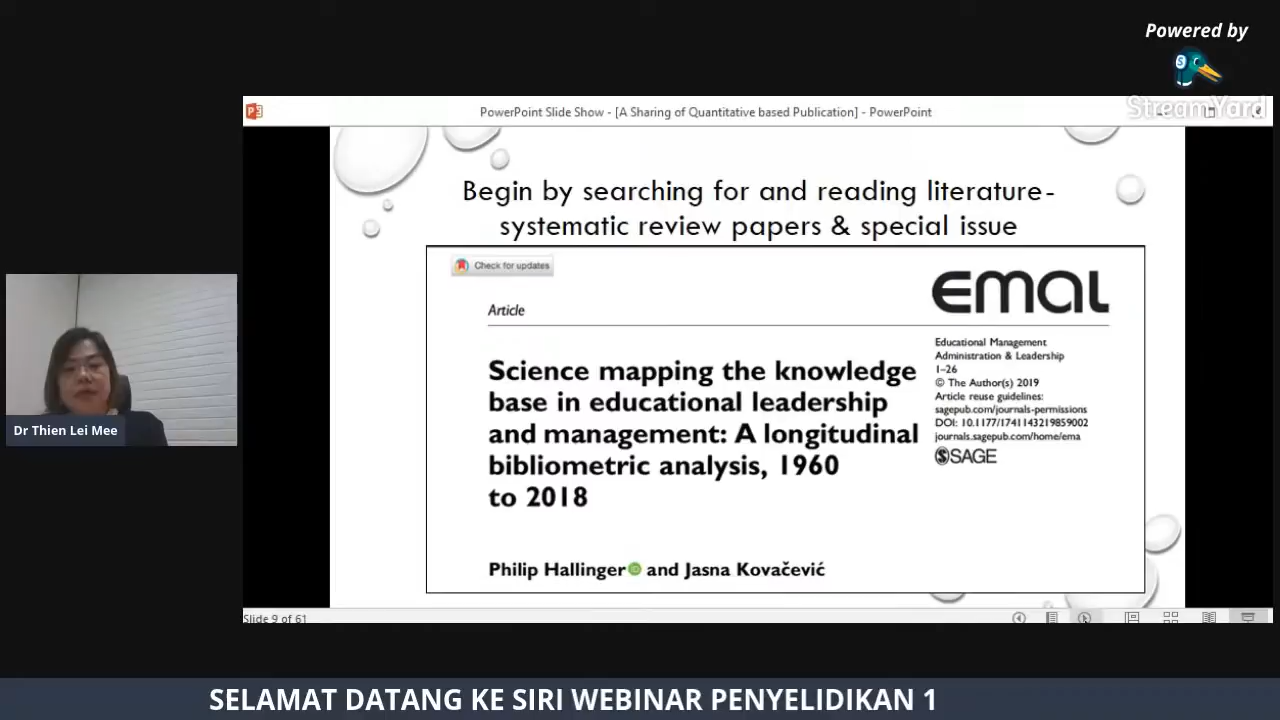 Powered by
StreamYard
PowerPoint Slide Show - [A Sharing of Quantitative based Publication] - PowerPoint
Begin by searching for and reading literature-
systematic review papers & special issue
Check for updates
Article
emal
Science mapping the knowledge
base in educational leadership
and management: A longitudinal
bibliometric analysis, 1960
to 2018
Educational Management
Administration & Leadership
1–26
© The Author(s) 2019
Article reuse guidelines:
sagepub.com/journals-permissions
DOI: 10.1177/1741143219859002
journals.sagepub.com/home/ema
SAGE
Philip Hallinger and Jasna Kovačević
Dr Thien Lei Mee
Slide 9 of 61
SELAMAT DATANG KE SIRI WEBINAR PENYELIDIKAN 1